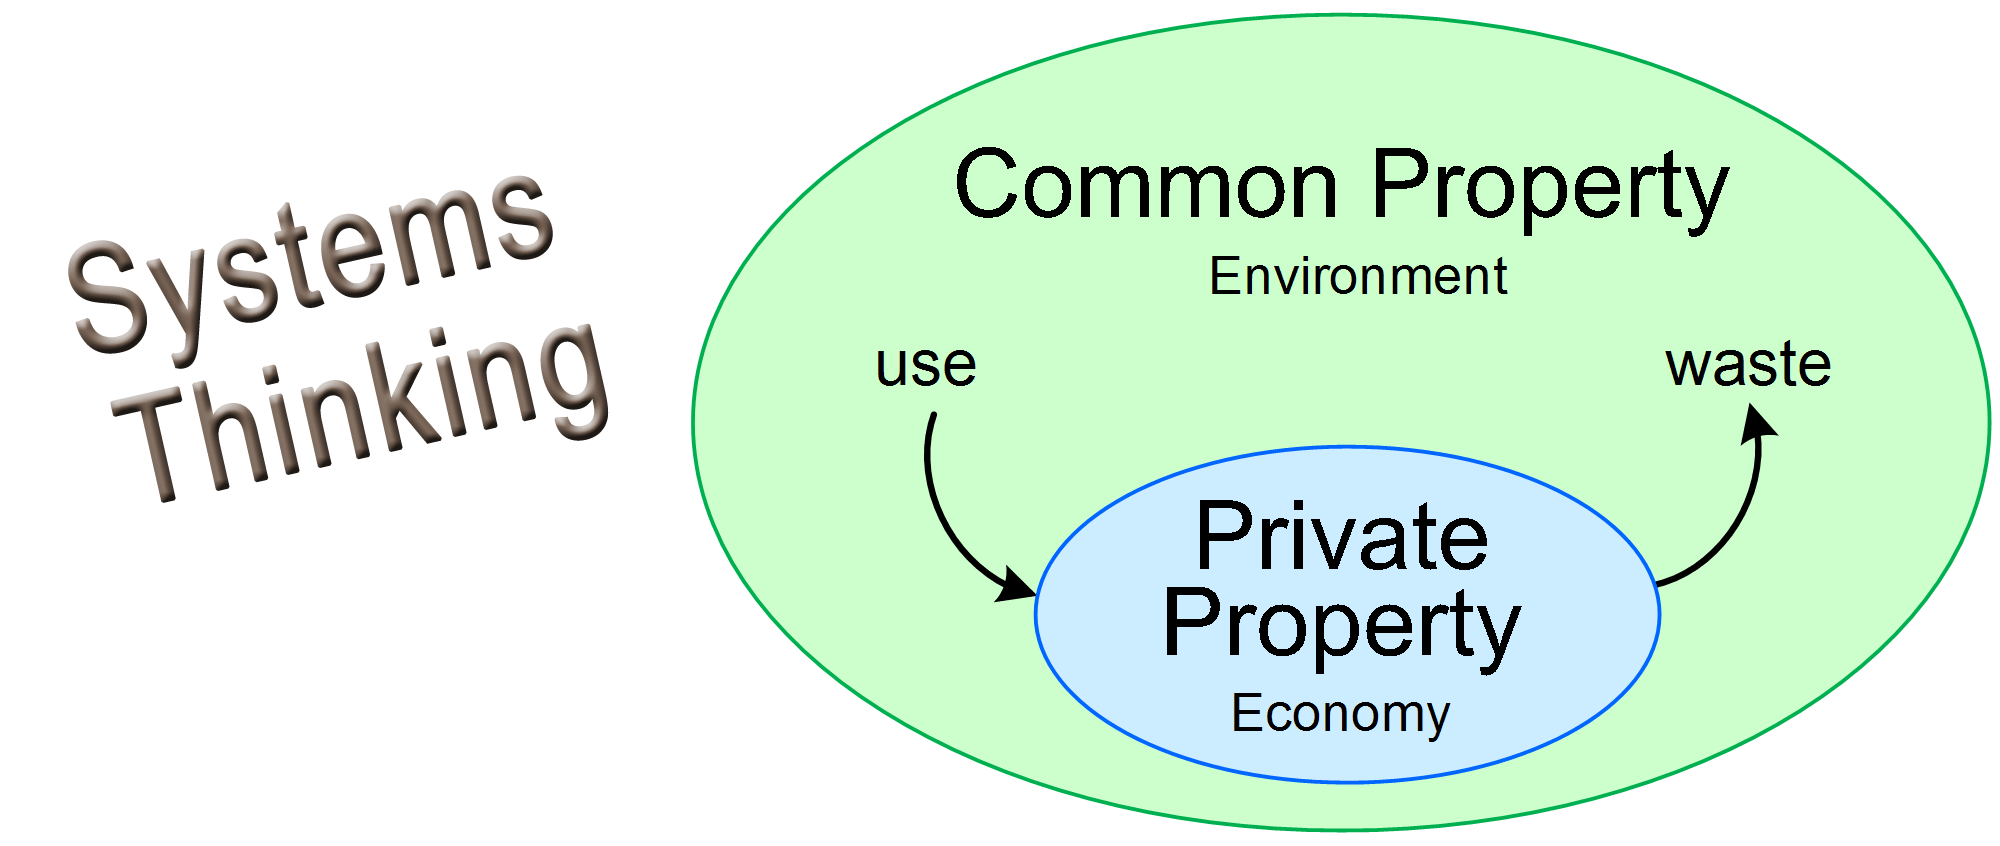 Systems
Thinking
Common Property
Environment
use
waste
Private
Property
Economy